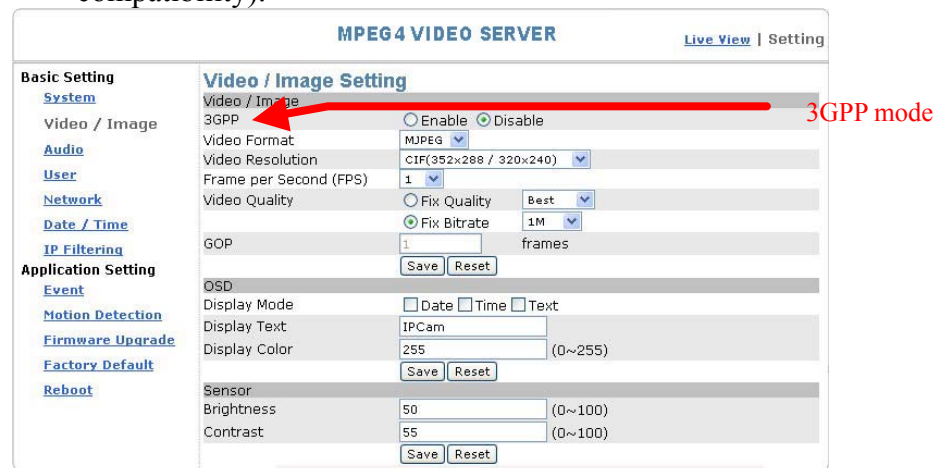 compatibility).
MPEG4 VIDEO SERVER
Live View | Setting
Basic Setting
System
Video / Image
Audio
User
Network
Date / Time
IP Filtering
Application Setting
Event
Motion Detection
Firmware Upgrade
Factory Default
Reboot
Video / Image Setting
Video / Image
3GPP Enable Disable
3GPP mode
Video Format MJPEG
Video Resolution CIF(352x288 / 320x240)
Frame per Second (FPS) 1
Video Quality Fix Quality Best
Fix Bitrate 1M
GOP 1 frames
Save Reset
OSD
Display Mode Date Time Text
Display Text IPCam
Display Color 255 (0~255)
Save Reset
Sensor
Brightness 50 (0~100)
Contrast 55 (0~100)
Save Reset